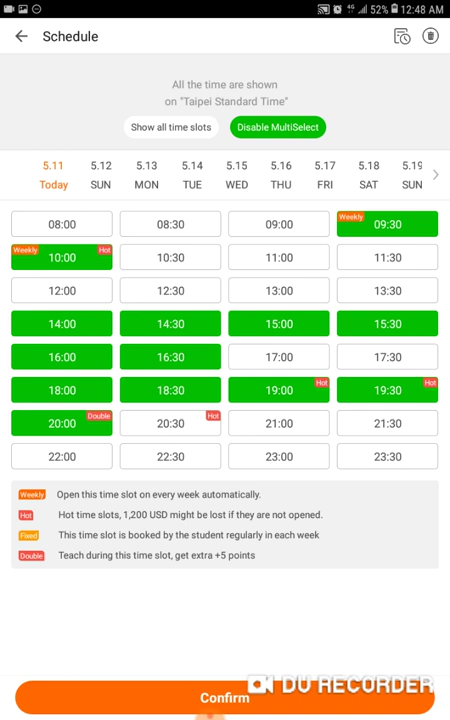 4G 52% 12:48 AM
Schedule
All the time are shown
on "Taipei Standard Time"
Show all time slots Disable MultiSelect
5.11 5.12 5.13 5.14 5.15 5.16 5.17 5.18 5.19
Today SUN MON TUE WED THU FRI SAT SUN
08:00 08:30 09:00 Weekly 09:30
Weekly 10:00 Hot 10:30 11:00 11:30
12:00 12:30 13:00 13:30
14:00 14:30 15:00 15:30
16:00 16:30 17:00 17:30
18:00 18:30 19:00 Hot 19:30 Hot
20:00 Double 20:30 Hot 21:00 21:30
22:00 22:30 23:00 23:30
Weekly Open this time slot on every week automatically.
Hot Hot time slots, 1,200 USD might be lost if they are not opened.
Fixed This time slot is booked by the student regularly in each week
Double Teach during this time slot, get extra +5 points
DU RECORDER
Confirm